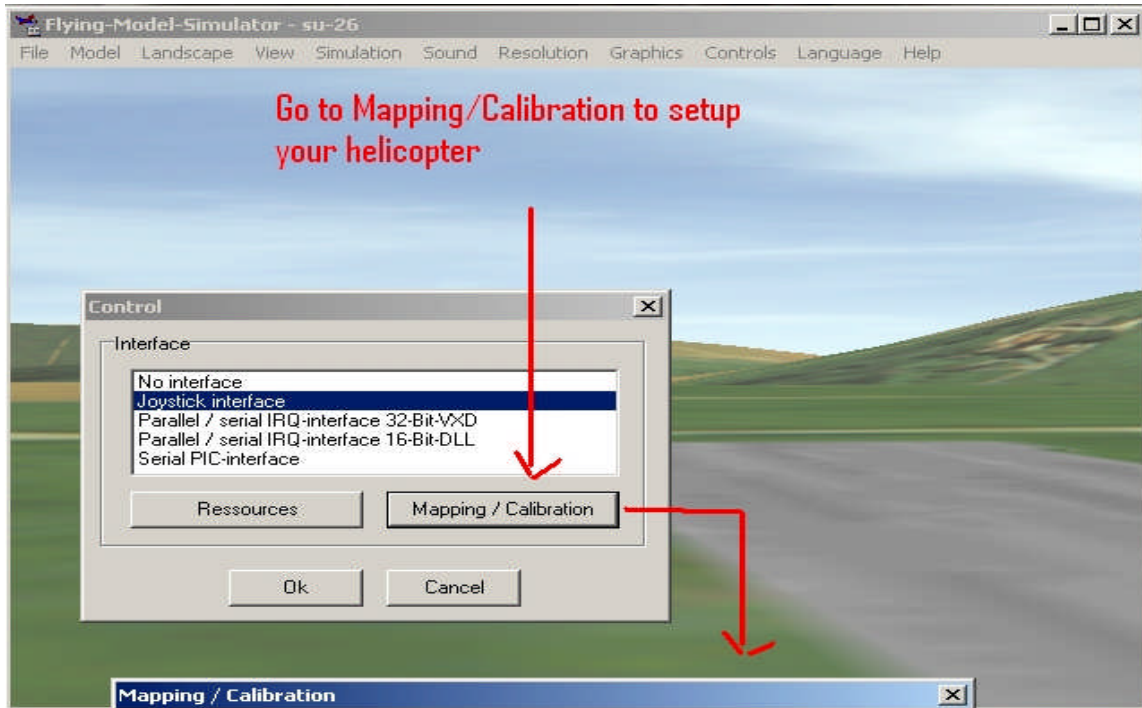 Flying-Model-Simulator - su-26
File Model Landscape View Simulation Sound Resolution Graphics Controls Language Help
Go to Mapping/Calibration to setup
your helicopter
Control
Interface
No interface
Joystick interface
Parallel / serial IRQ-interface 32-Bit-VXD
Parallel / serial IRQ-interface 16-Bit-DLL
Serial PIC-interface
Ressources Mapping / Calibration
Ok Cancel
Mapping / Calibration